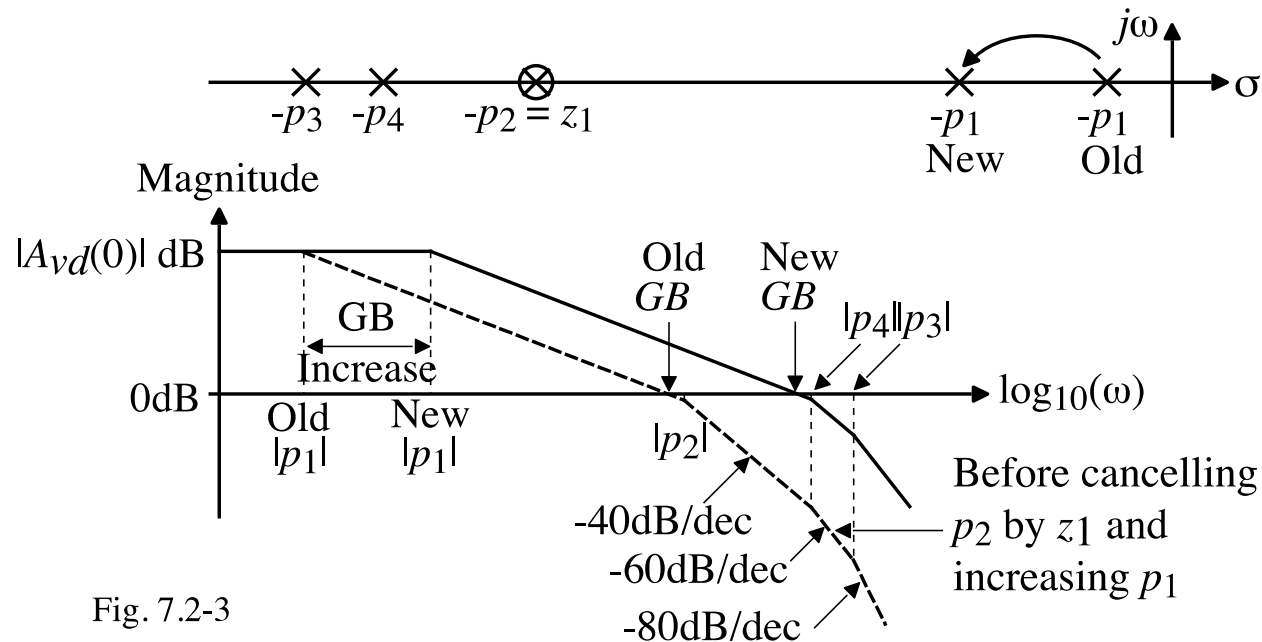 jω
σ
-p3
-p4
-p2 = z1
-p1
New
-p1
Old
Magnitude
|Avd(0)| dB
Old
GB
New
GB
|p4||p3|
GB
Increase
0dB
log10(ω)
Old
|p1|
New
|p1|
|p2|
Before cancelling
p2 by z1 and
increasing p1
-40dB/dec
-60dB/dec
-80dB/dec
Fig. 7.2-3